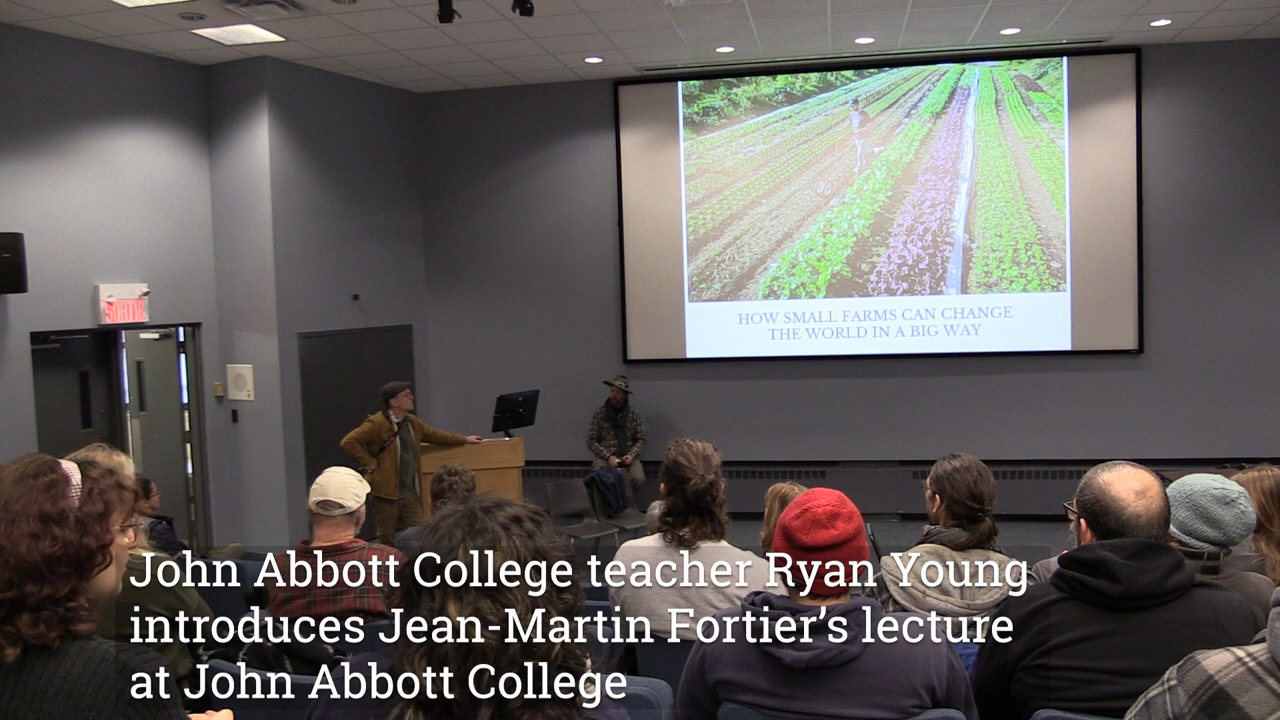 HOW SMALL FARMS CAN CHANGE
THE WORLD IN A BIG WAY
SORTIE
John Abbott College teacher Ryan Young
introduces Jean-Martin Fortier’s lecture
at John Abbott College